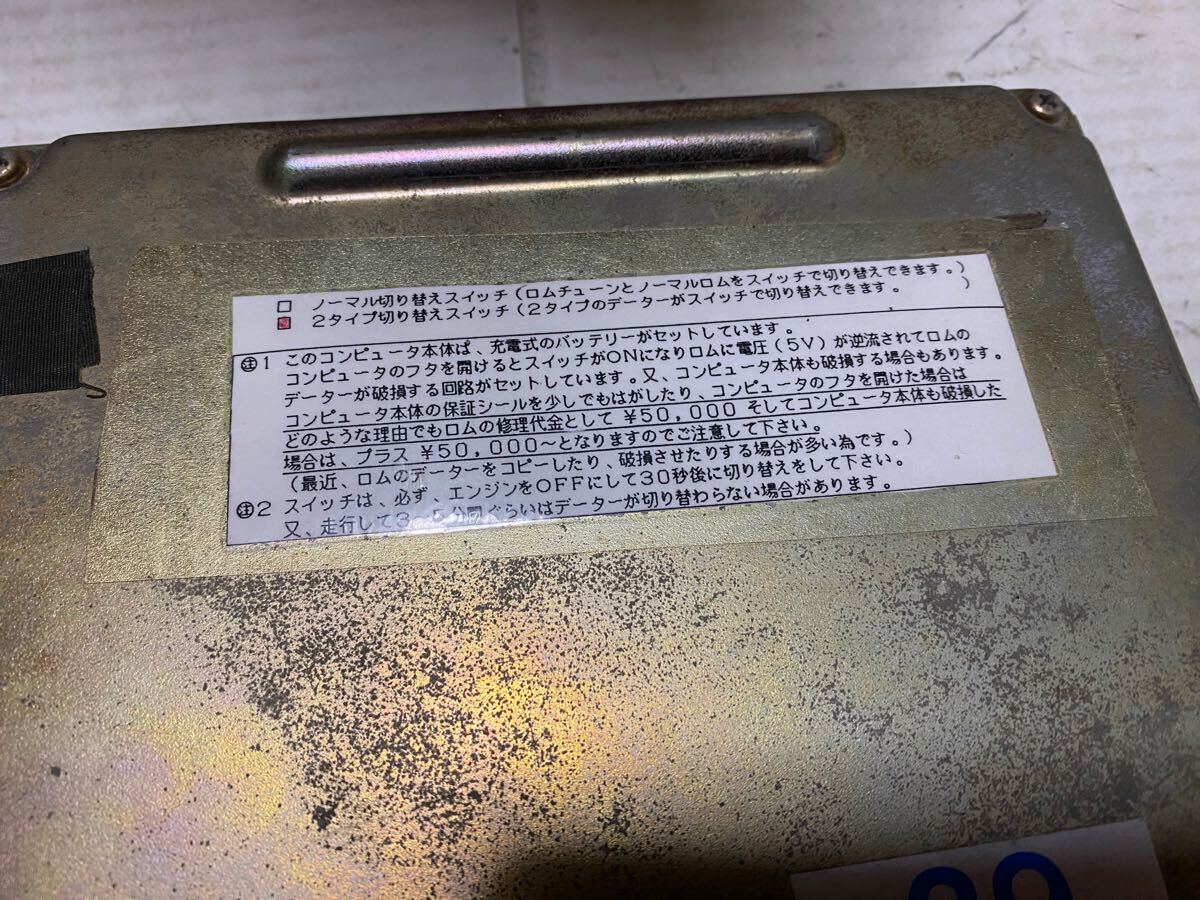 □ ノーマル切り替えスイッチ(ロムチューンとノーマルロムをスイッチで切り替えできます。)
2タイプ切り替えスイッチ(2タイプのデーターがスイッチで切り替えできます。 )
㊟1 このコンピュータ本体は、充電式のバッテリーがセットしています。
コンピュータのフタを開けるとスイッチがONになりロムに電圧(5V)が逆流されてロムの
データーが破損する回路がセットしています。又、コンピュータ本体も破損する場合もあります。
コンピュータ本体の保証シールを少しでもはがしたり、コンピュータのフタを開けた場合は
どのような理由でもロムの修理代金として ¥50,000 そしてコンピュータ本体も破損した
場合は、プラス ¥50,000~となりますのでご注意して下さい。
(最近、ロムのデーターをコピーしたり、破損させたりする場合が多い為です。)
㊟2 スイッチは、必ず、エンジンをOFFにして30秒後に切り替えをして下さい。
又、走行して3 5分間ぐらいはデーターが切り替わらない場合があります。